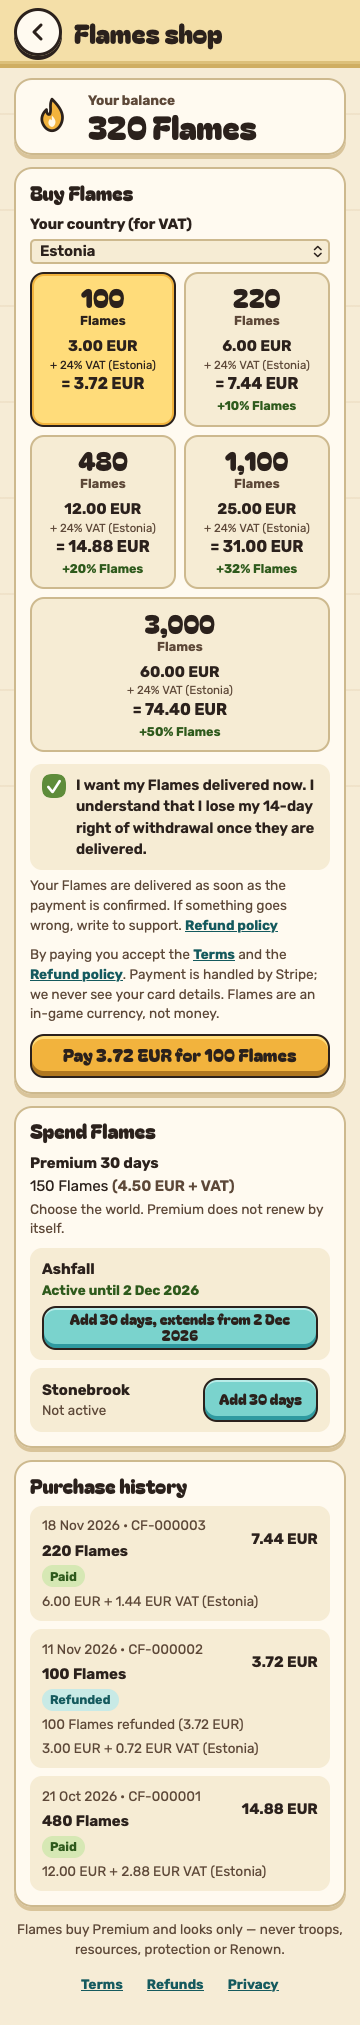 Flames shop
Your balance
320 Flames
Buy Flames
Your country (for VAT)
Estonia
100
Flames
3.00 EUR
+ 24% VAT (Estonia)
= 3.72 EUR
220
Flames
6.00 EUR
+ 24% VAT (Estonia)
= 7.44 EUR
+10% Flames
480
Flames
12.00 EUR
+ 24% VAT (Estonia)
= 14.88 EUR
+20% Flames
1,100
Flames
25.00 EUR
+ 24% VAT (Estonia)
= 31.00 EUR
+32% Flames
3,000
Flames
60.00 EUR
+ 24% VAT (Estonia)
= 74.40 EUR
+50% Flames
I want my Flames delivered now. I
understand that I lose my 14-day
right of withdrawal once they are
delivered.
Your Flames are delivered as soon as the
payment is confirmed. If something goes
wrong, write to support. Refund policy
By paying you accept the Terms and the
Refund policy. Payment is handled by Stripe;
we never see your card details. Flames are an
in-game currency, not money.
Pay 3.72 EUR for 100 Flames
Spend Flames
Premium 30 days
150 Flames (4.50 EUR + VAT)
Choose the world. Premium does not renew by
itself.
Ashfall
Active until 2 Dec 2026
Add 30 days, extends from 2 Dec
2026
Stonebrook
Not active
Add 30 days
Purchase history
18 Nov 2026 • CF-000003
7.44 EUR
220 Flames
Paid
6.00 EUR + 1.44 EUR VAT (Estonia)
11 Nov 2026 • CF-000002
3.72 EUR
100 Flames
Refunded
100 Flames refunded (3.72 EUR)
3.00 EUR + 0.72 EUR VAT (Estonia)
21 Oct 2026 • CF-000001
14.88 EUR
480 Flames
Paid
12.00 EUR + 2.88 EUR VAT (Estonia)
Flames buy Premium and looks only — never troops,
resources, protection or Renown.
Terms Refunds Privacy